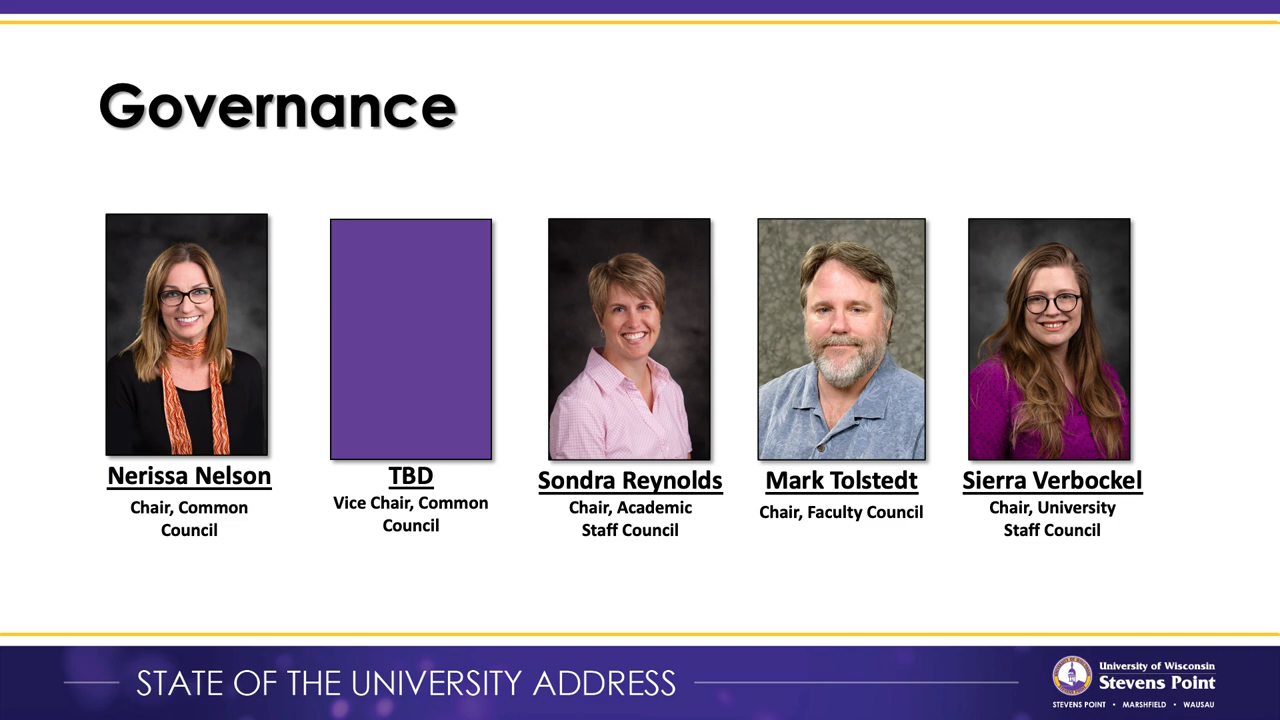 Governance
Nerissa Nelson
Chair, Common
Council
TBD
Vice Chair, Common
Council
Sondra Reynolds
Chair, Academic
Staff Council
Mark Tolstedt
Chair, Faculty Council
Sierra Verbockel
Chair, University
Staff Council
STATE OF THE UNIVERSITY ADDRESS
University of Wisconsin
Stevens Point
STEVENS POINT • MARSHFIELD • WAUSAU